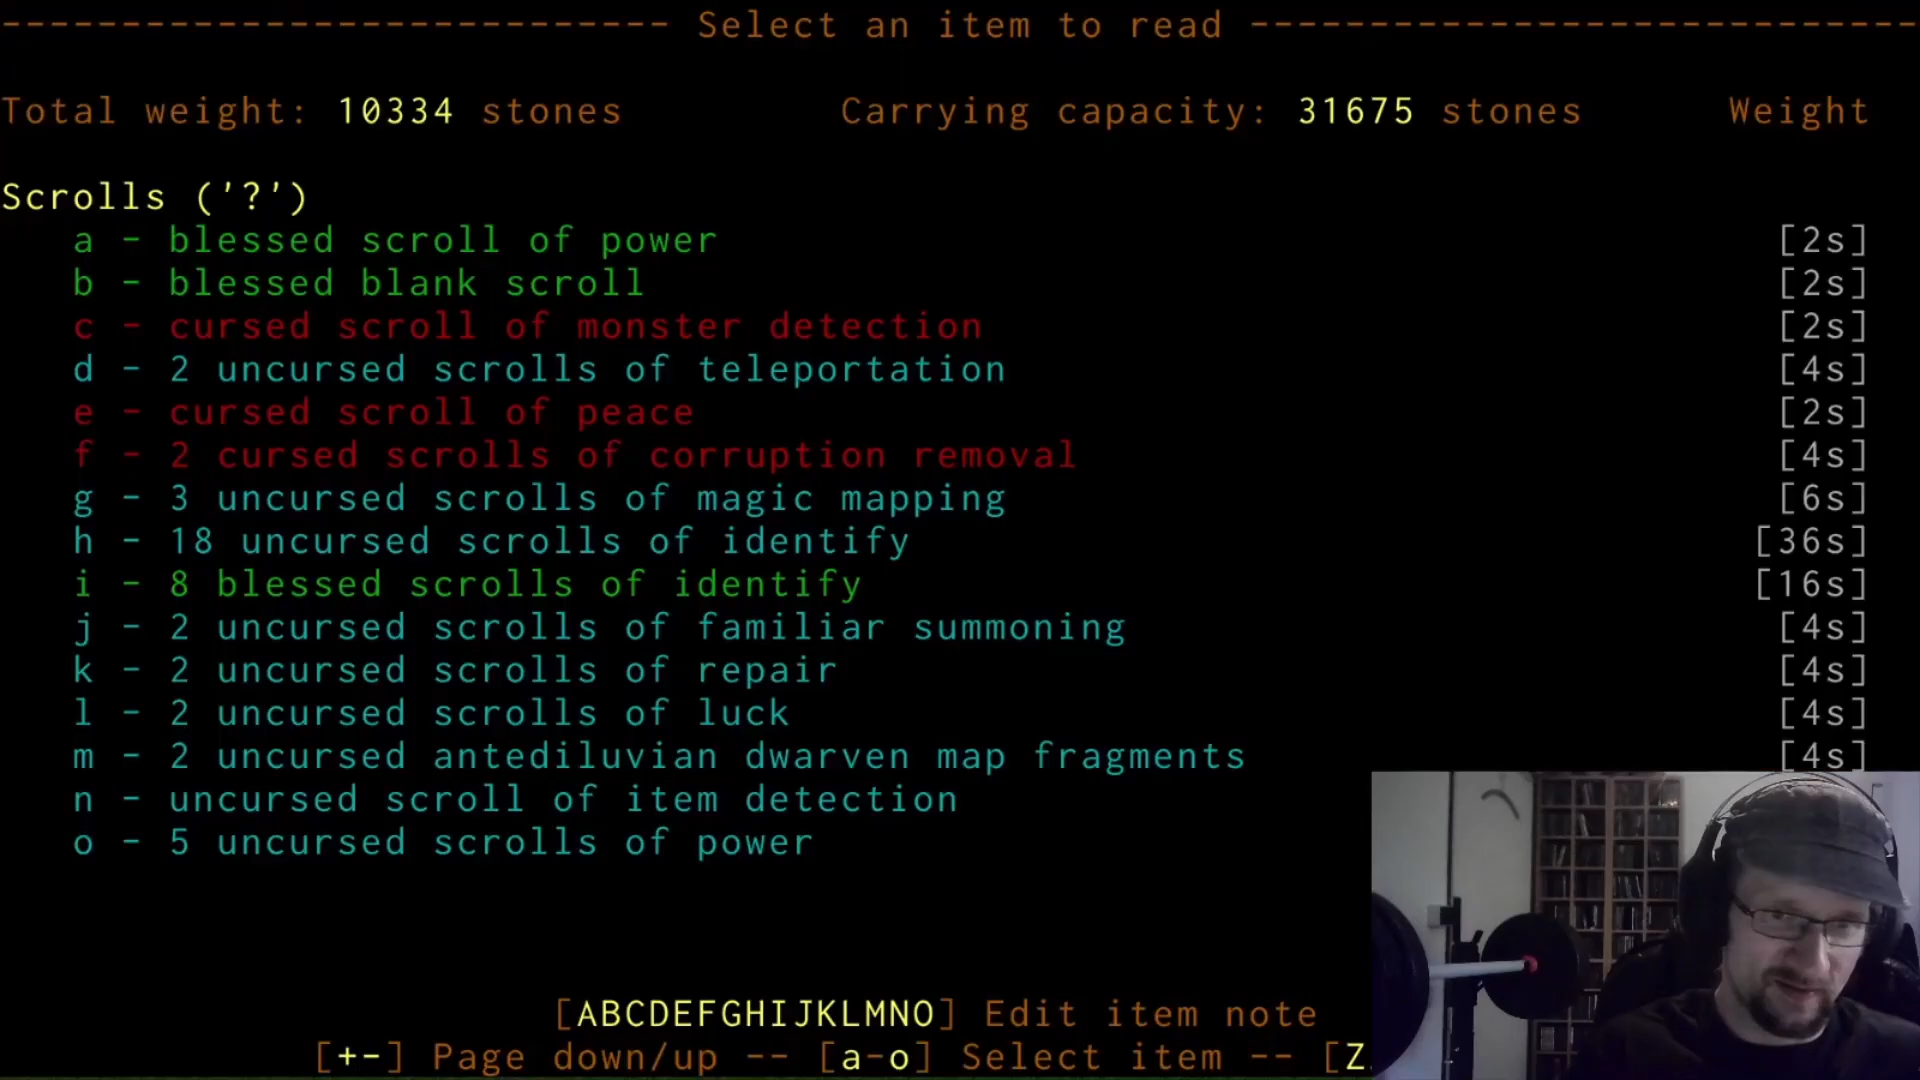 Select an item to read
Total weight: 10334 stones Carrying capacity: 31675 stones Weight
Scrolls ('?')
a - blessed scroll of power [2s]
b - blessed blank scroll [2s]
c - cursed scroll of monster detection [2s]
d - 2 uncursed scrolls of teleportation [4s]
e - cursed scroll of peace [2s]
f - 2 cursed scrolls of corruption removal [4s]
g - 3 uncursed scrolls of magic mapping [6s]
h - 18 uncursed scrolls of identify [36s]
i - 8 blessed scrolls of identify [16s]
j - 2 uncursed scrolls of familiar summoning [4s]
k - 2 uncursed scrolls of repair [4s]
l - 2 uncursed scrolls of luck [4s]
m - 2 uncursed antediluvian dwarven map fragments [4s]
n - uncursed scroll of item detection
o - 5 uncursed scrolls of power
[ABCDEFGHIJKLMNO] Edit item note
[+-] Page down/up -- [a-o] Select item -- [Z